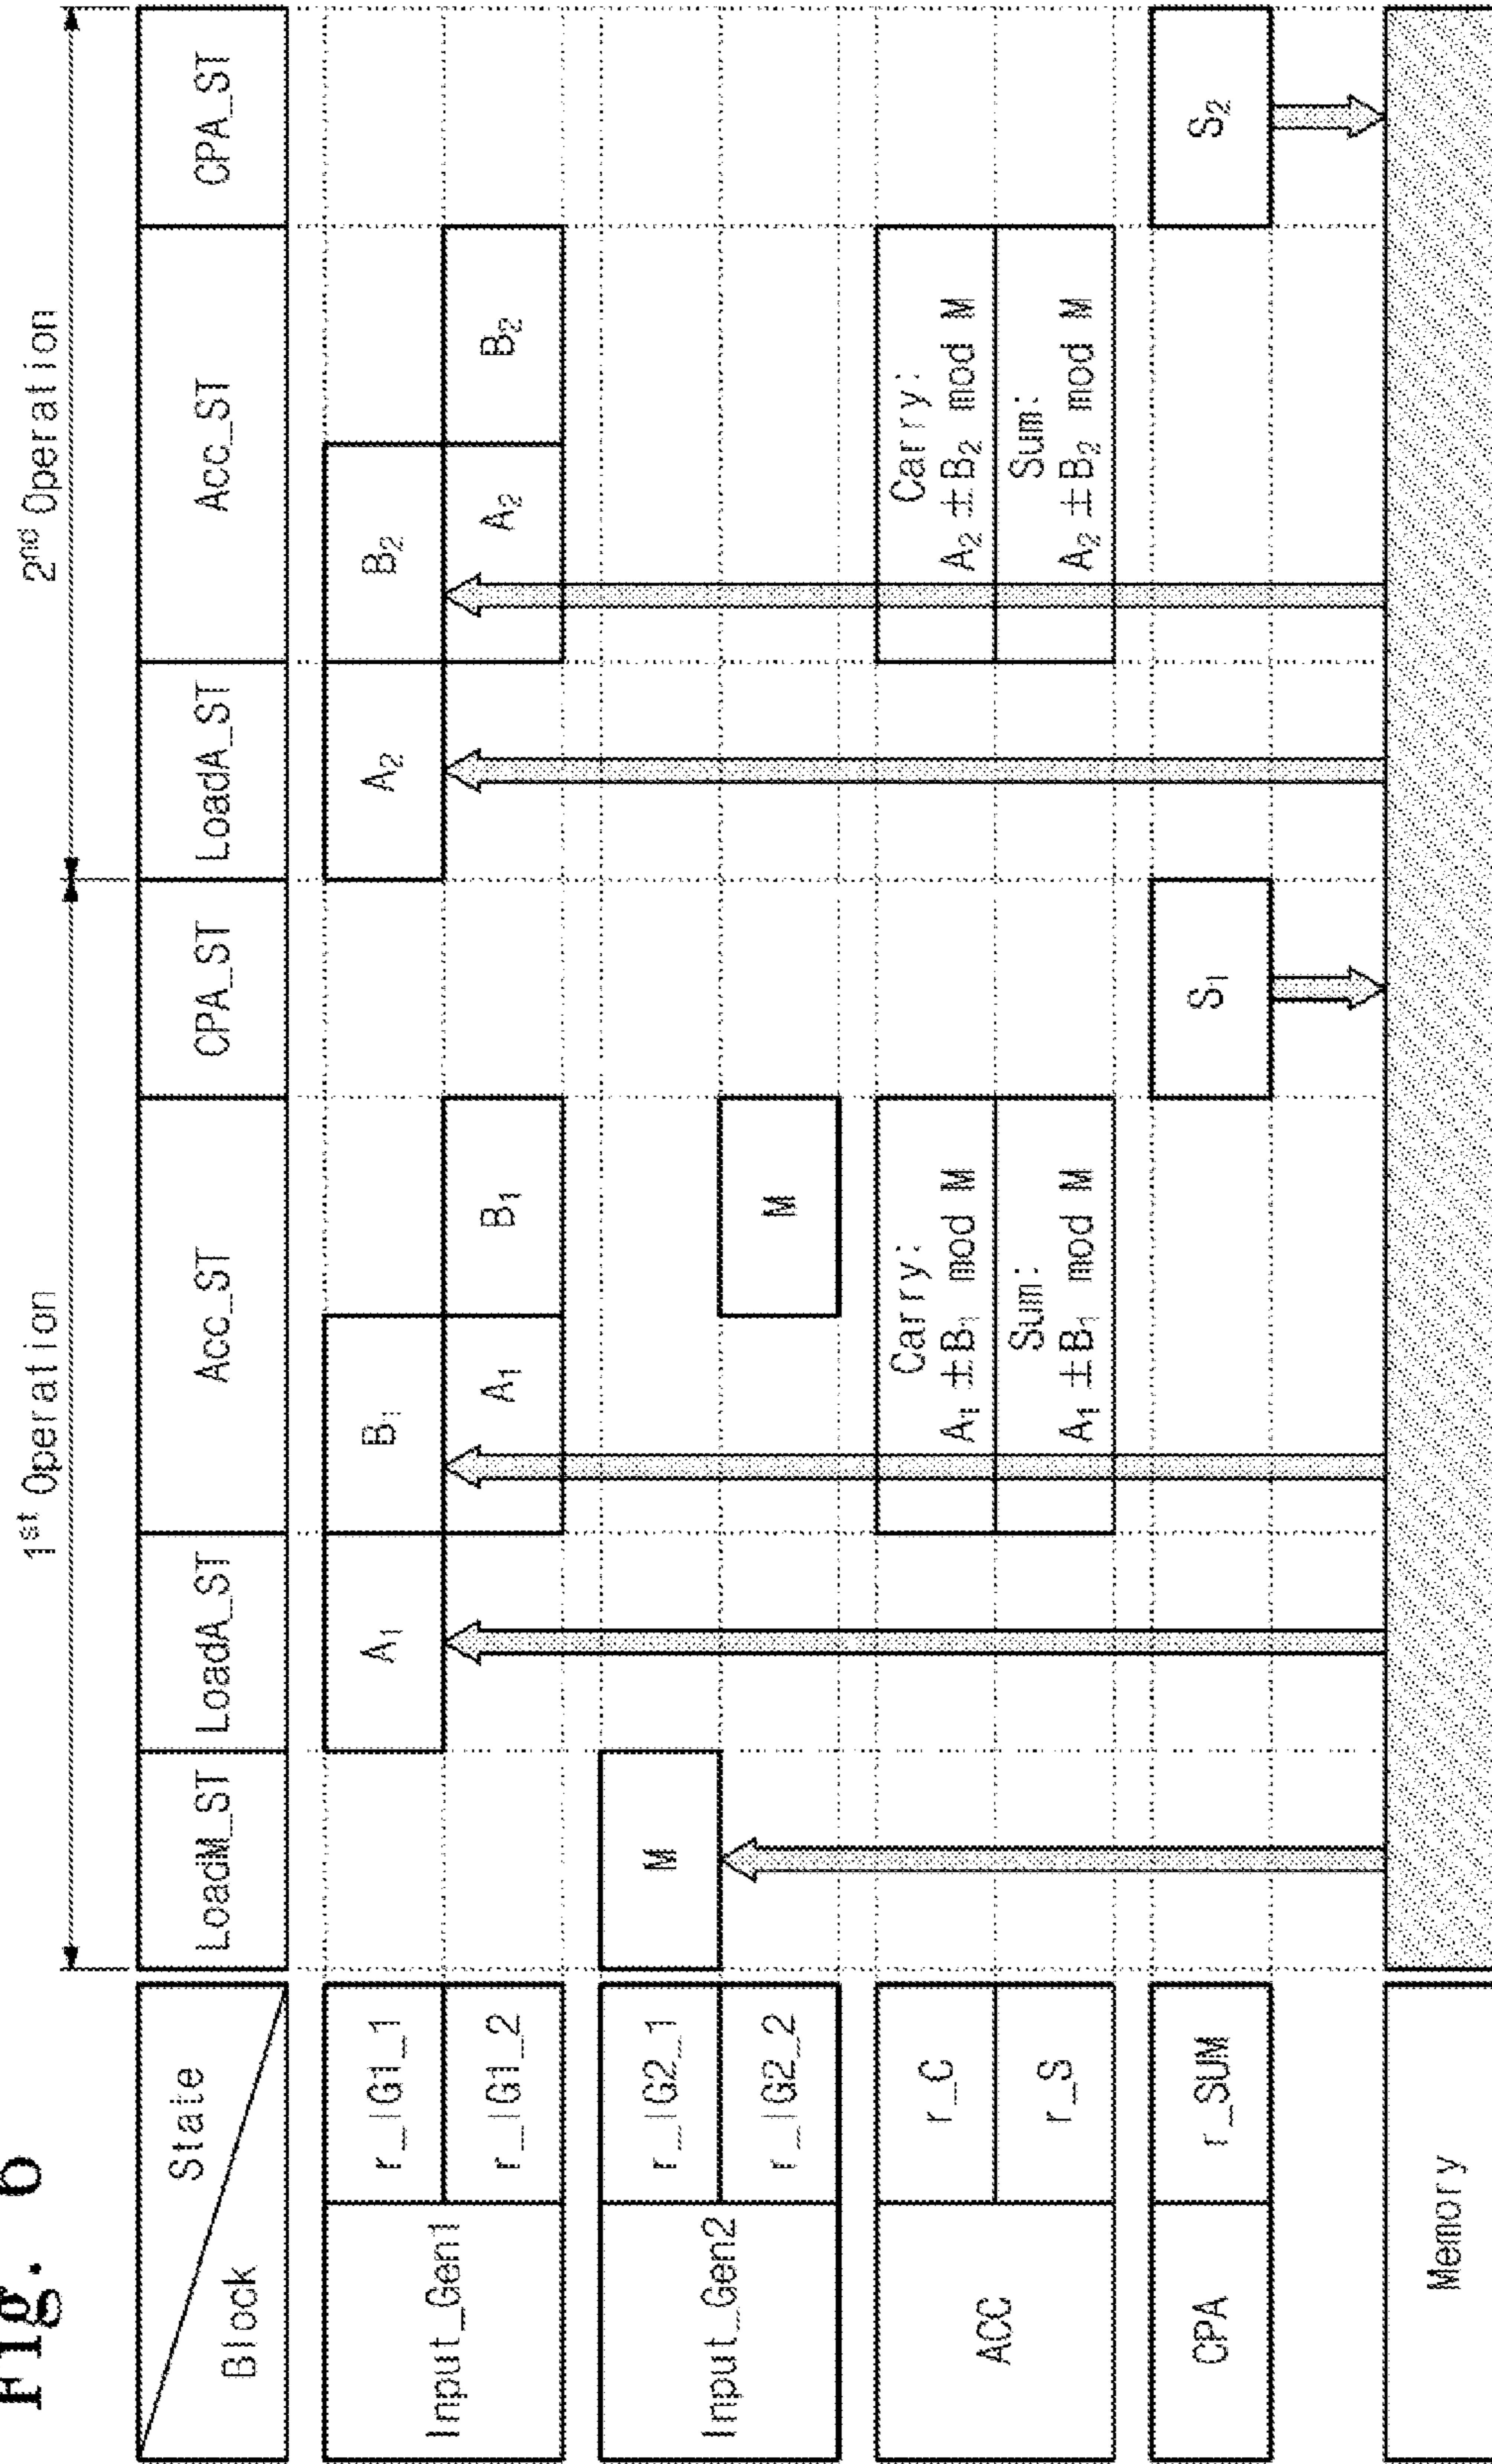 Fig. 6
1st Operation
2nd Operation
State
Block
LoadM_ST
LoadA_ST
Acc_ST
CPA_ST
LoadA_ST
Acc_ST
CPA_ST
Input_Gen1
r_IG1_1
A1
B1
A2
B2
r_IG1_2
A1
B1
A2
B2
Input_Gen2
r_IG2_1
M
r_IG2_2
M
ACC
r_C
Carry:
A1 ±B1 mod M
Carry:
A2 ±B2 mod M
r_S
Sum:
A1 ±B1 mod M
Sum:
A2 ±B2 mod M
CPA
r_SUM
S1
S2
Memory